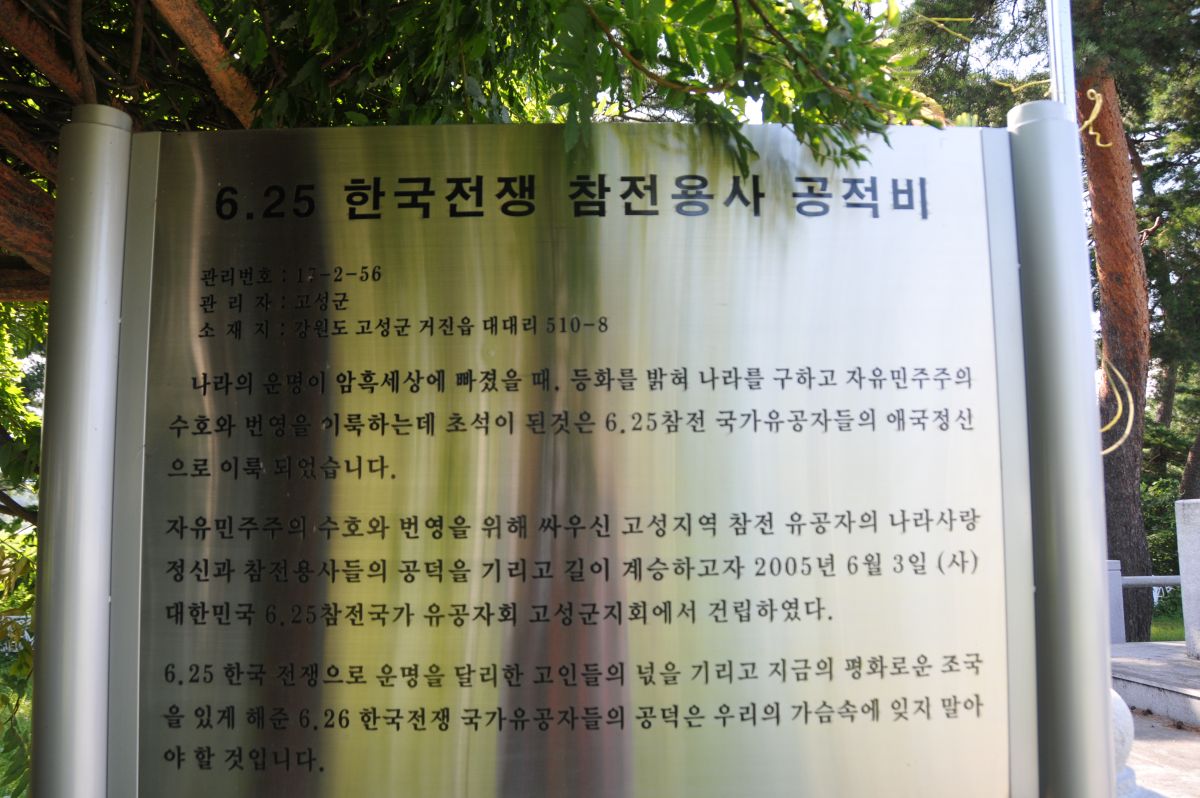 6.25 한국전쟁 참전용사 공적비
관리번호 : 17-2-56
관 리 자 : 고성군
소 재 지 : 강원도 고성군 거진읍 대대리 510-8
나라의 운명이 암흑세상에 빠졌을 때. 등화를 밝혀 나라를 구하고 자유민주주의
수호와 번영을 이룩하는데 초석이 된것은 6.25참전 국가유공자들의 애국정산
으로 이룩 되었습니다.
자유민주주의 수호와 번영을 위해 싸우신 고성지역 참전 유공자의 나라사랑
정신과 참전용사들의 공덕을 기리고 길이 계승하고자 2005년 6월 3일 (사)
대한민국 6.25참전국가 유공자회 고성군지회에서 건립하였다.
6.25 한국 전쟁으로 운명을 달리한 고인들의 넋을 기리고 지금의 평화로운 조국
을 있게 해준 6.26 한국전쟁 국가유공자들의 공덕은 우리의 가슴속에 잊지 말아
야 할 것입니다.